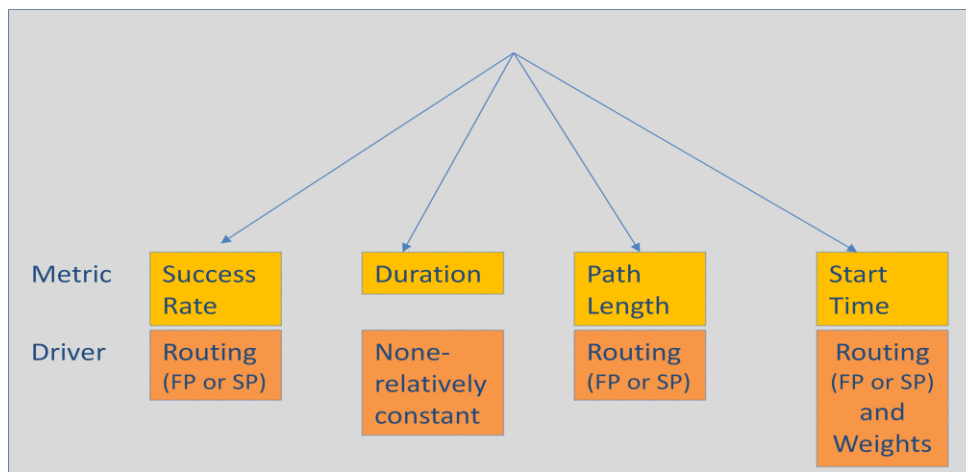 Metric
Success
Rate
Duration
Path
Length
Start
Time
Driver
Routing
(FP or SP)
None-
relatively
constant
Routing
(FP or SP)
Routing
(FP or SP)
and
Weights